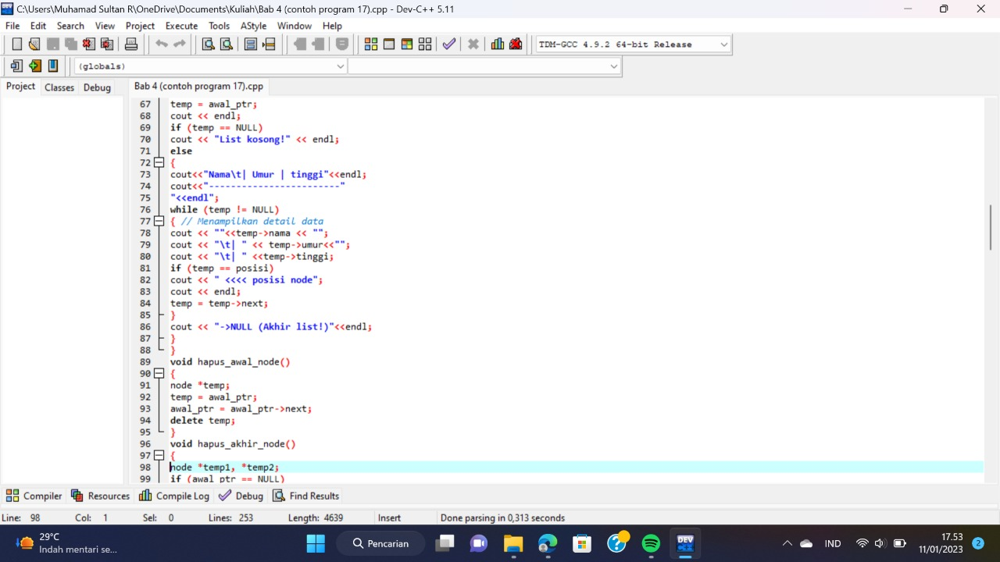 C:\Users\Muhamad Sultan R\OneDrive\Documents\Kuliah\Bab 4 (contoh program 17).cpp - Dev-C++ 5.11
File Edit Search View Project Execute Tools AStyle Window Help
TDM-GCC 4.9.2 64-bit Release
(globals)
Project Classes Debug
Bab 4 (contoh program 17).cpp
67 temp = awal_ptr;
68 cout << endl;
69 if (temp == NULL)
70 cout << "List kosong!" << endl;
71 else
72 {
73 cout<<"Nama\t| Umur | tinggi"<<endl;
74 cout<<"------------------------"
75 "<<endl";
76 while (temp != NULL)
77 { // Menampilkan detail data
78 cout << ""<<temp->nama << "";
79 cout << "\t| " << temp->umur<<"";
80 cout << "\t| " <<temp->tinggi;
81 if (temp == posisi)
82 cout << " <<<< posisi node";
83 cout << endl;
84 temp = temp->next;
85 }
86 cout << "->NULL (Akhir list!)"<<endl;
87 }
88 }
89 void hapus_awal_node()
90 {
91 node *temp;
92 temp = awal_ptr;
93 awal_ptr = awal_ptr->next;
94 delete temp;
95 }
96 void hapus_akhir_node()
97 {
98 node *temp1, *temp2;
99 if (awal_ptr == NULL)
Compiler Resources Compile Log Debug Find Results
Line: 98 Col: 1 Sel: 0 Lines: 253 Length: 4639 Insert Done parsing in 0,313 seconds
29°C
Indah mentari se...
Pencarian
DEV
C++
IND
17.53
11/01/2023
2